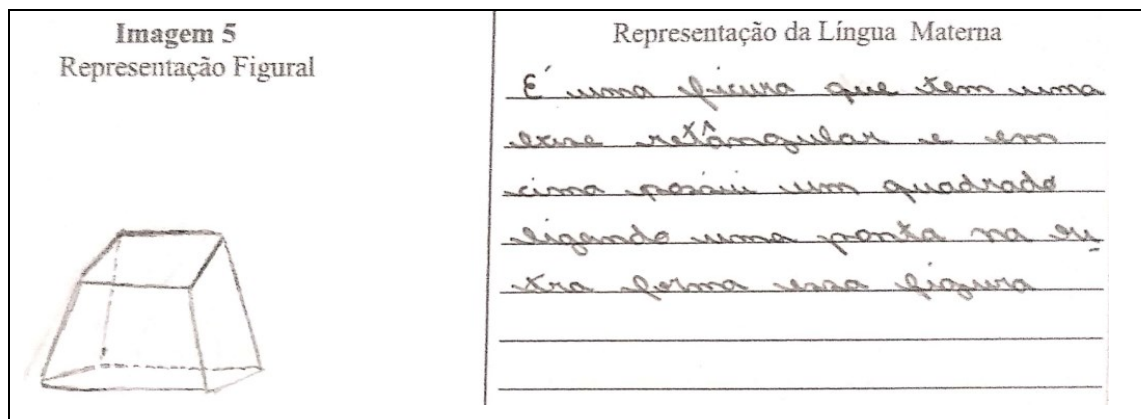 Imagem 5
Representação Figural
Representação da Língua Materna
É uma ficura que tem uma
base retângular e em
cima possui um quadrado
ligando uma ponta na ou
tra forma essa figura